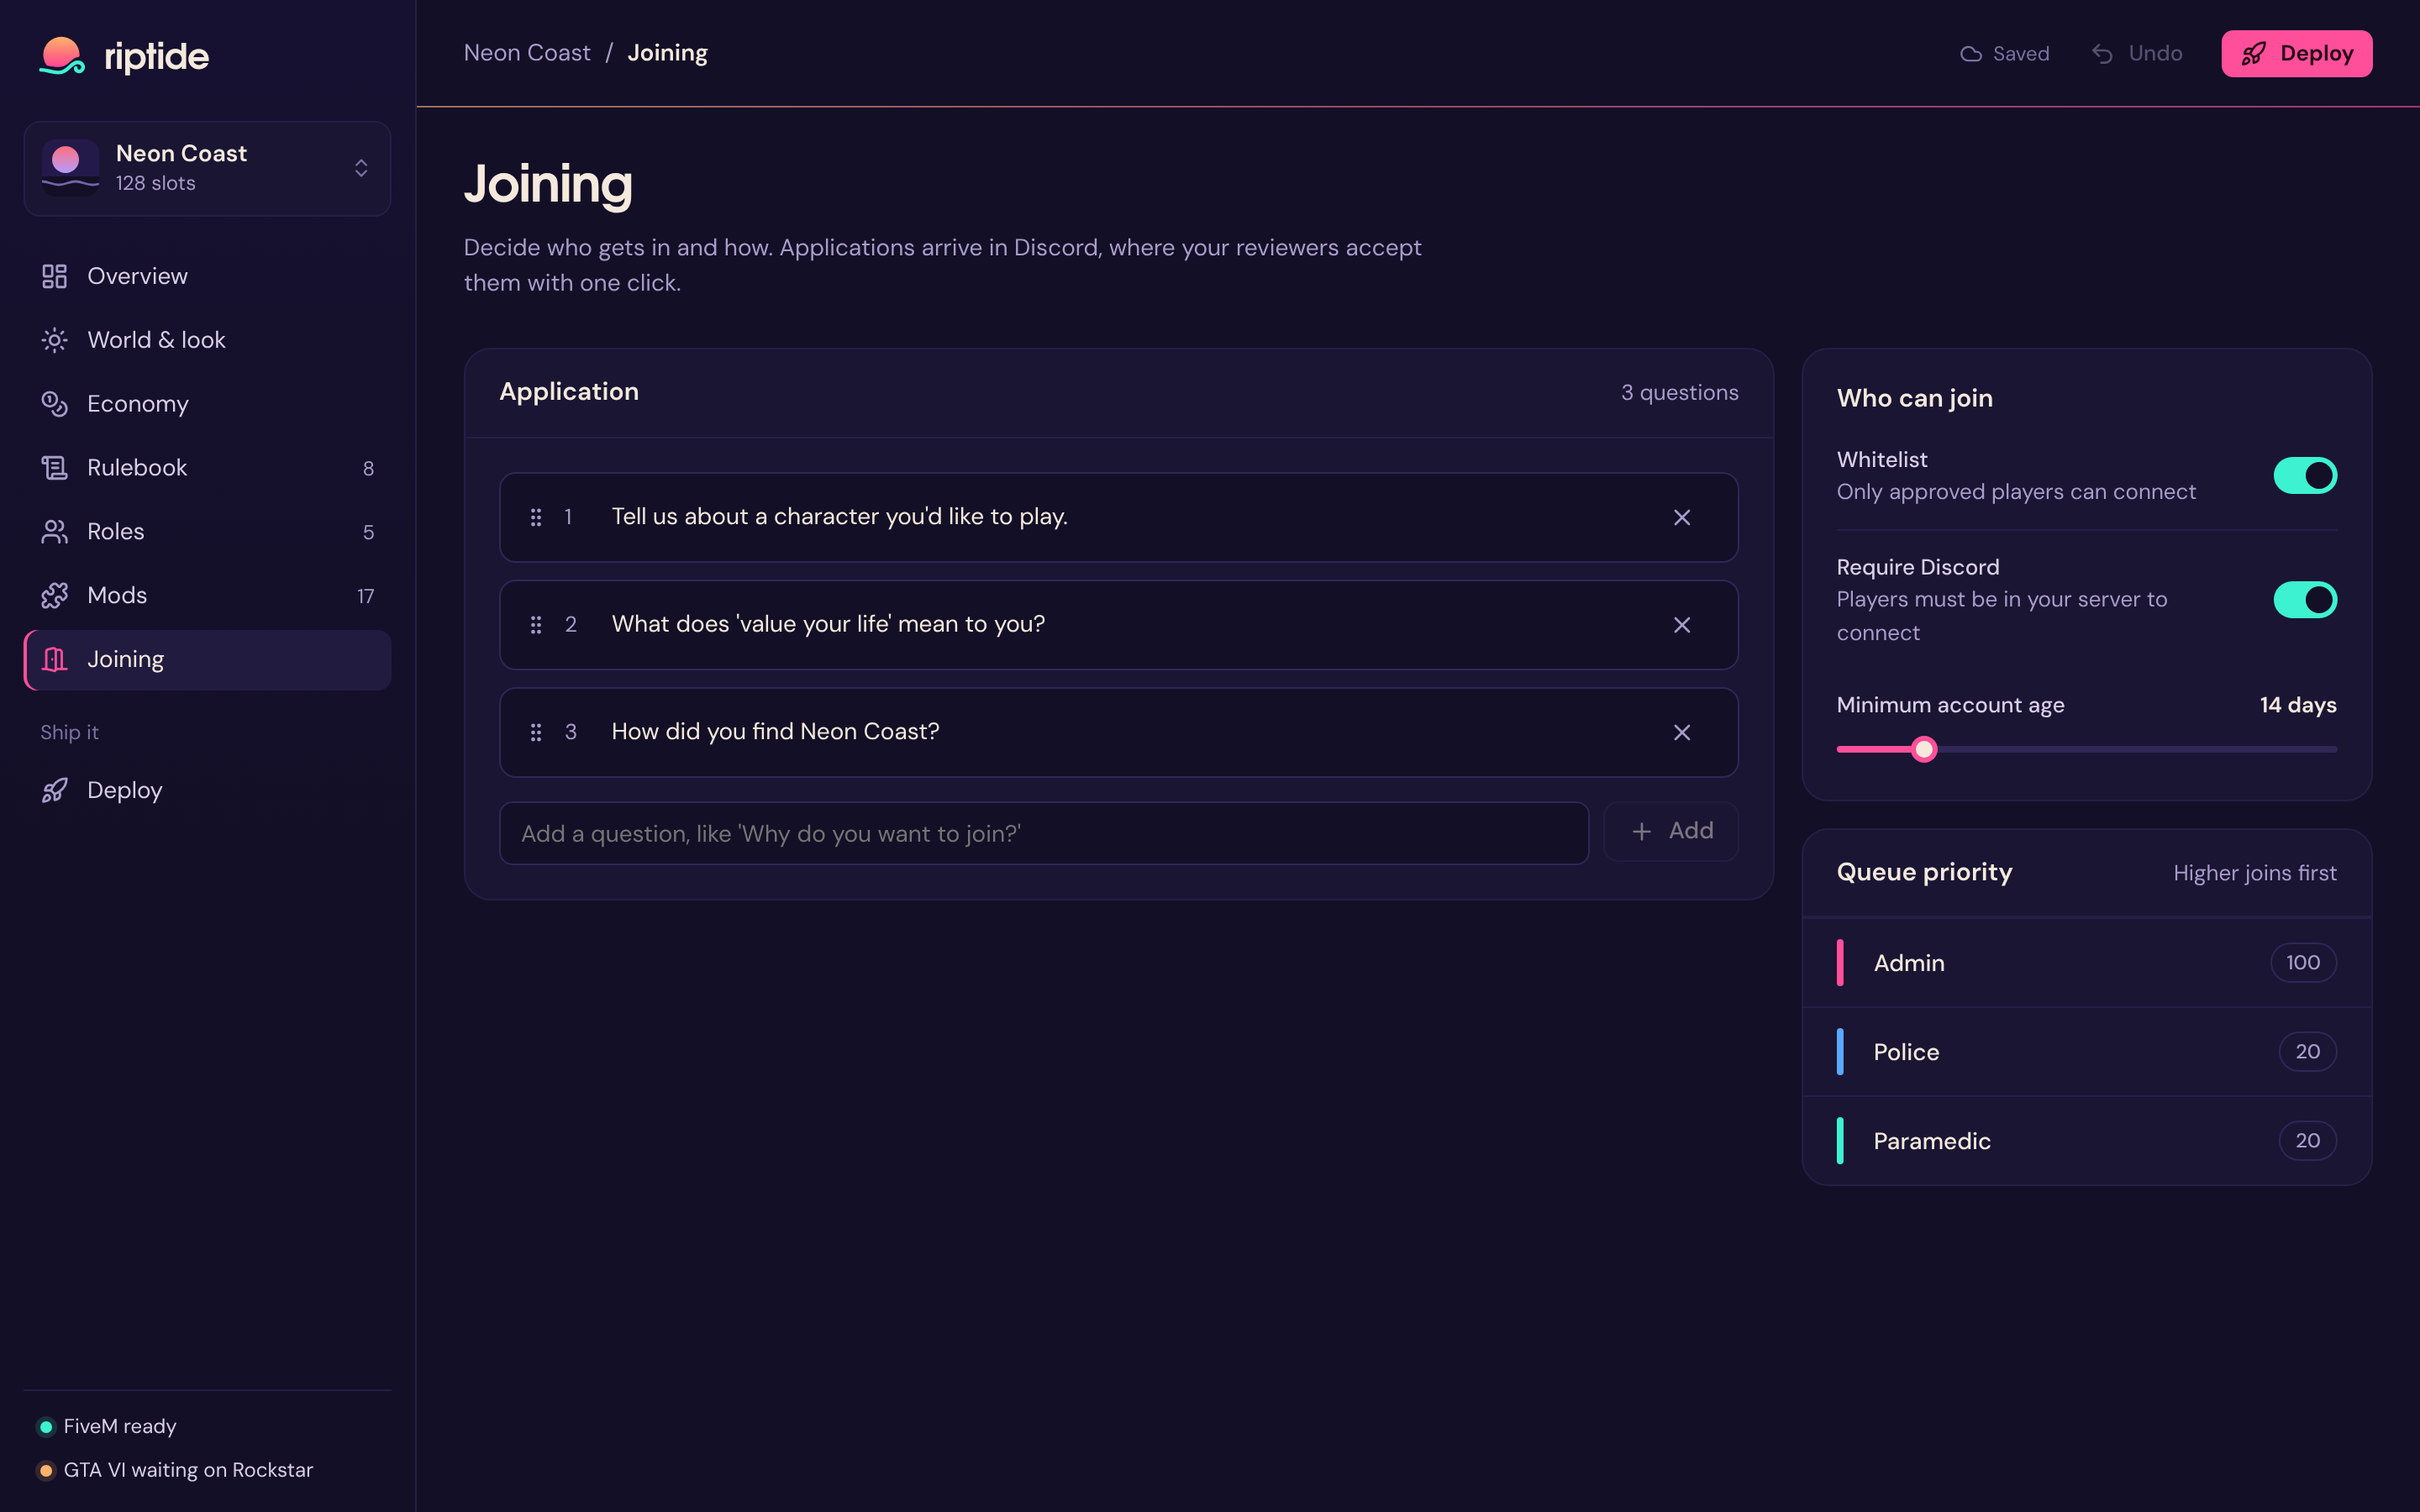 riptide
Neon Coast
128 slots
Overview
World & look
Economy
Rulebook 8
Roles 5
Mods 17
Joining
Ship it
Deploy
FiveM ready
GTA VI waiting on Rockstar
Neon Coast / Joining
Saved
Undo
Deploy
Joining
Decide who gets in and how. Applications arrive in Discord, where your reviewers accept
them with one click.
Application 3 questions
1 Tell us about a character you'd like to play.
2 What does 'value your life' mean to you?
3 How did you find Neon Coast?
Add a question, like 'Why do you want to join?'
Add
Who can join
Whitelist
Only approved players can connect
Require Discord
Players must be in your server to
connect
Minimum account age 14 days
Queue priority Higher joins first
Admin 100
Police 20
Paramedic 20